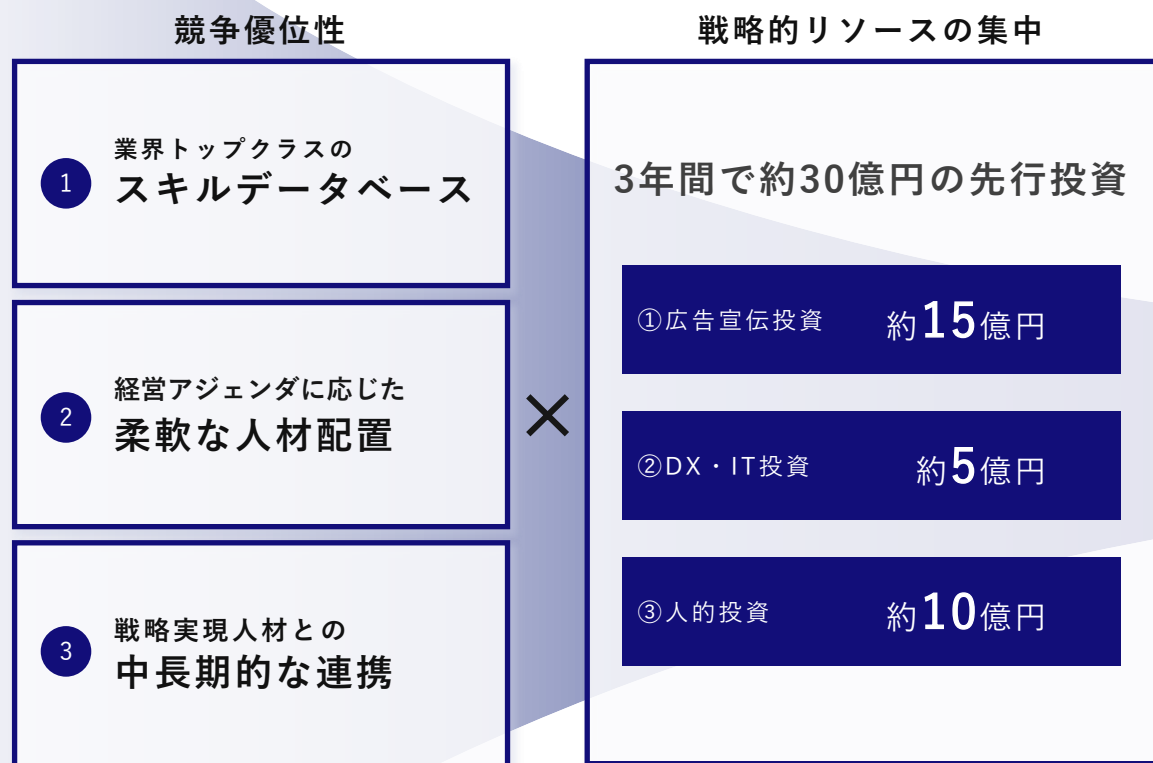 競争優位性
1
業界トップクラスの
スキルデータベース
2
経営アジェンダに応じた
柔軟な人材配置
3
戦略実現人材との
中長期的な連携
×
戦略的リソースの集中
3年間で約30億円の先行投資
①広告宣伝投資 約15億円
②DX・IT投資 約5億円
③人的投資 約10億円